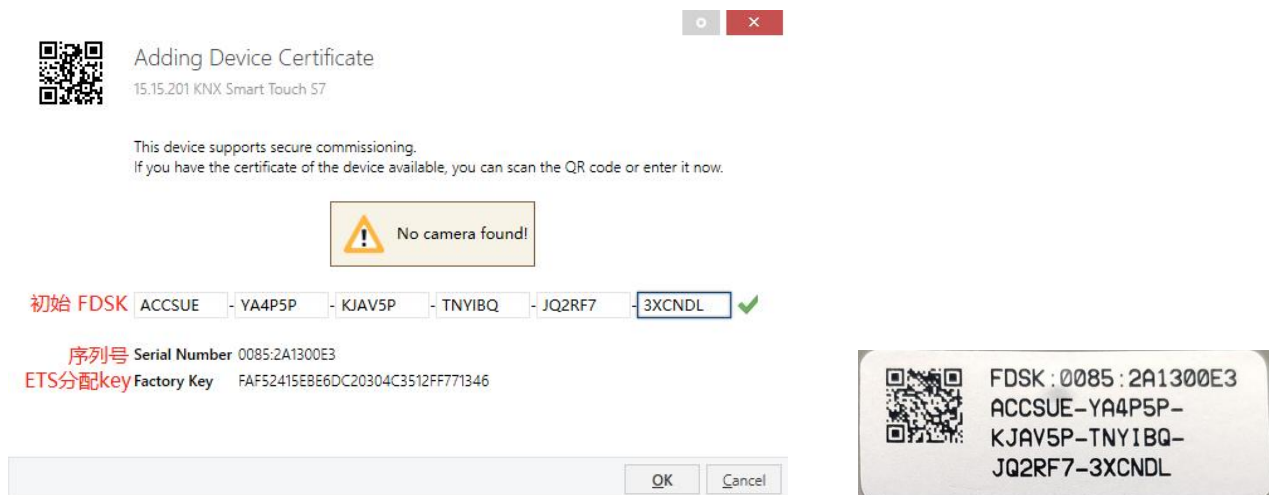 Adding Device Certificate
15.15.201 KNX Smart Touch S7
This device supports secure commissioning.
If you have the certificate of the device available, you can scan the QR code or enter it now.
No camera found!
初始 FDSK ACCSUE - YA4P5P - KJAV5P - TNYIBQ - JQ2RF7 - 3XCNDL
序列号 Serial Number 0085:2A1300E3
ETS分配key Factory Key FAF52415EBE6DC20304C3512FF771346
OK Cancel
FDSK:0085:2A1300E3
ACCSUE-YA4P5P-
KJAV5P-TNYIBQ-
JQ2RF7-3XCNDL